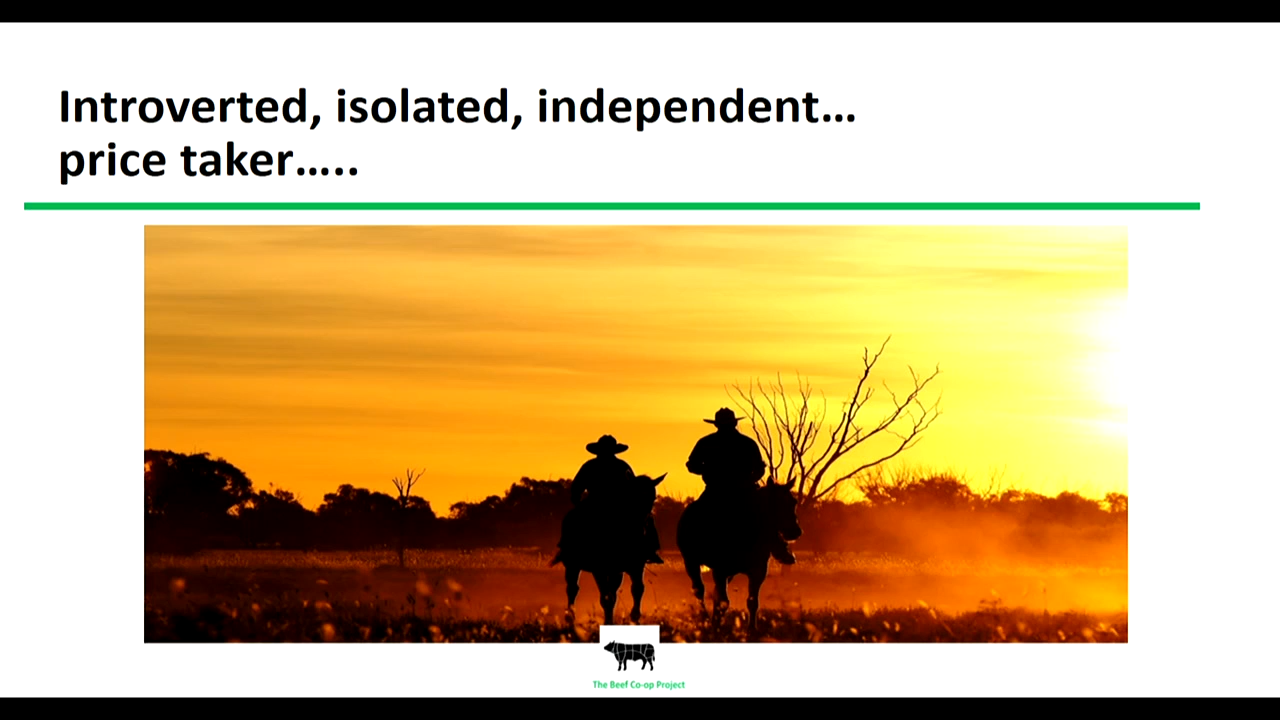 Introverted, isolated, independent…
price taker…..
The Beef Co-op Project